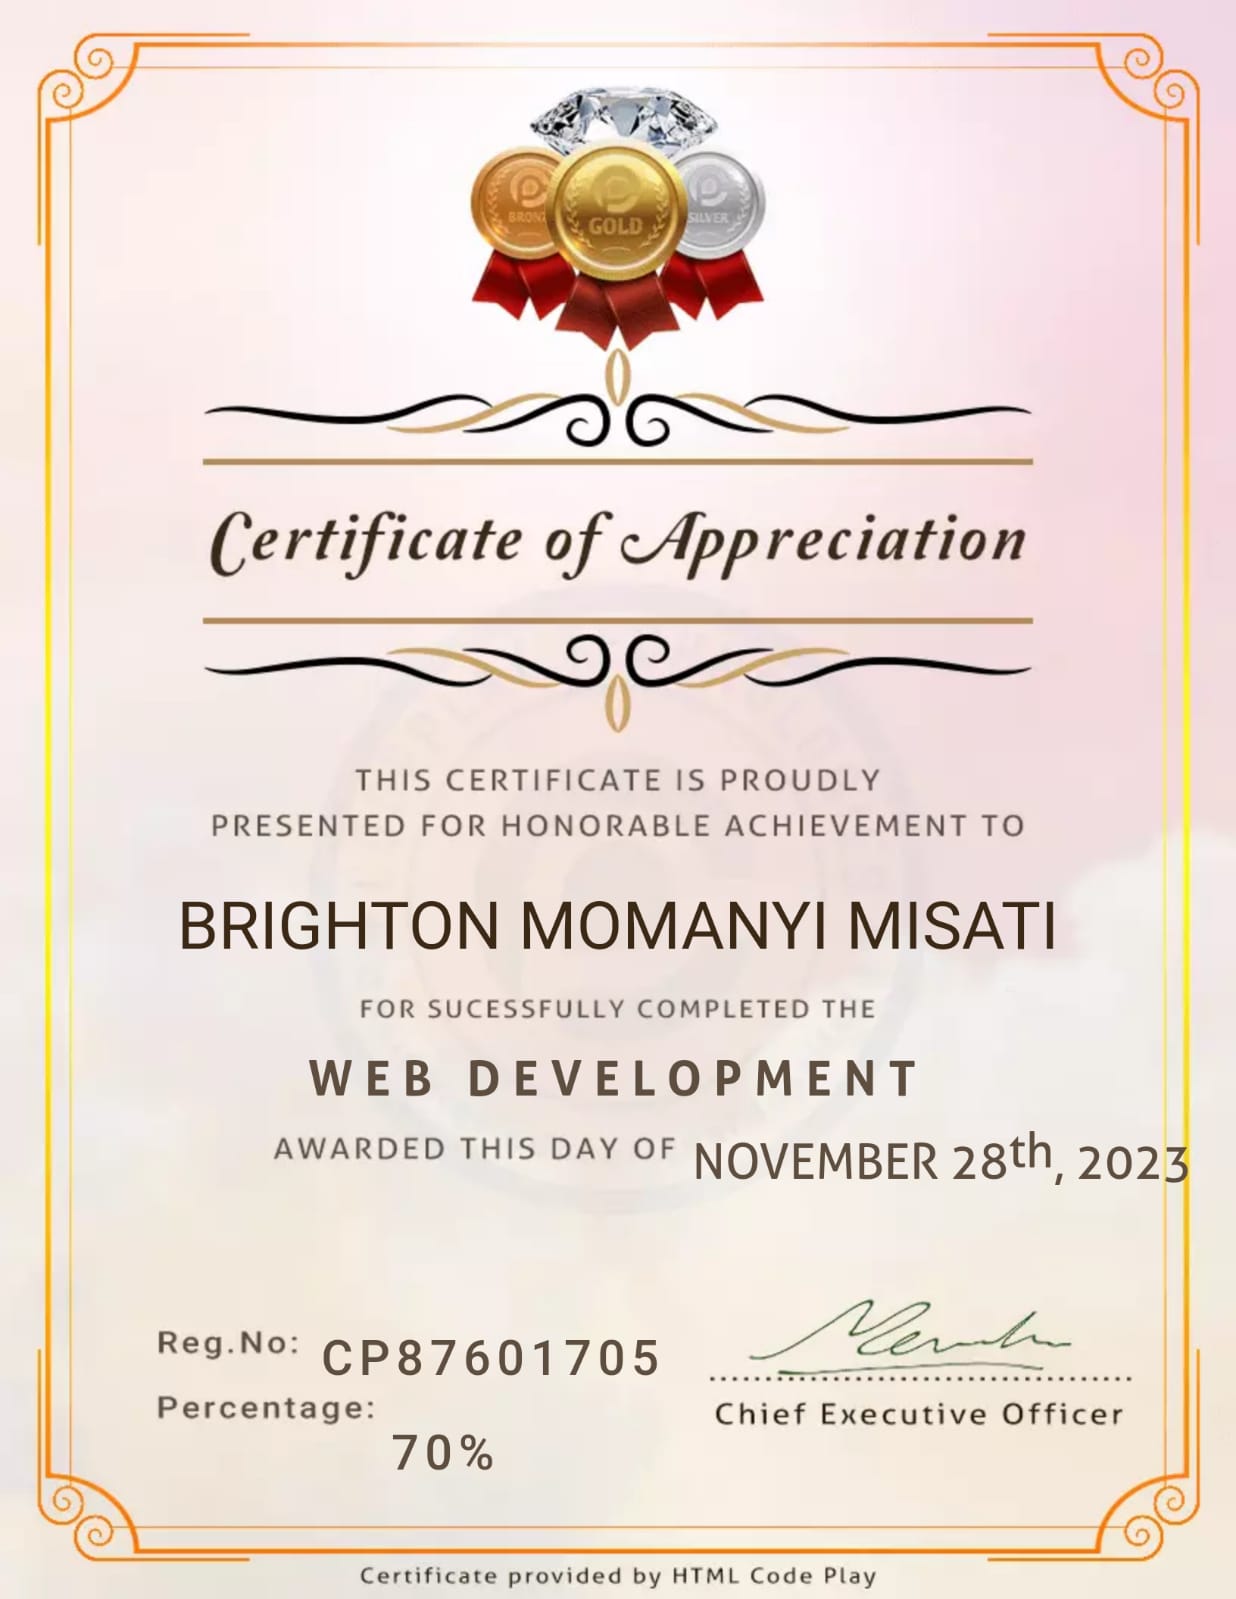 BRONZ
GOLD
SILVER
Certificate of Appreciation
THIS CERTIFICATE IS PROUDLY
PRESENTED FOR HONORABLE ACHIEVEMENT TO
BRIGHTON MOMANYI MISATI
FOR SUCESSFULLY COMPLETED THE
WEB DEVELOPMENT
AWARDED THIS DAY OF NOVEMBER 28th, 2023
Reg.No: CP87601705
Percentage:
70%
Chief Executive Officer
Certificate provided by HTML Code Play